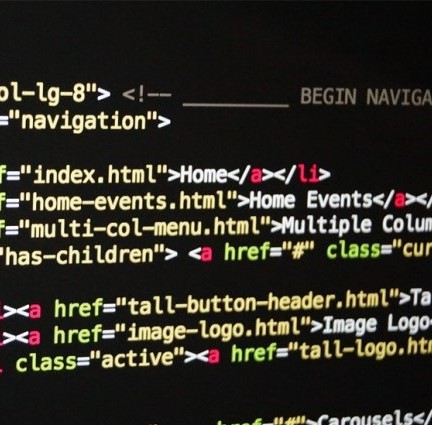 ol-lg-8"> <!-- ____________ BEGIN NAVIGA
="navigation">
f="index.html">Home</a></li>
f="home-events.html">Home Events</a></
f="multi-col-menu.html">Multiple Colum
"has-children"> <a href="#" class="cur
><a href="tall-button-header.html">Ta
><a href="image-logo.html">Image Logo
class="active"><a href="tall-logo.ht
href="#">Carousels</